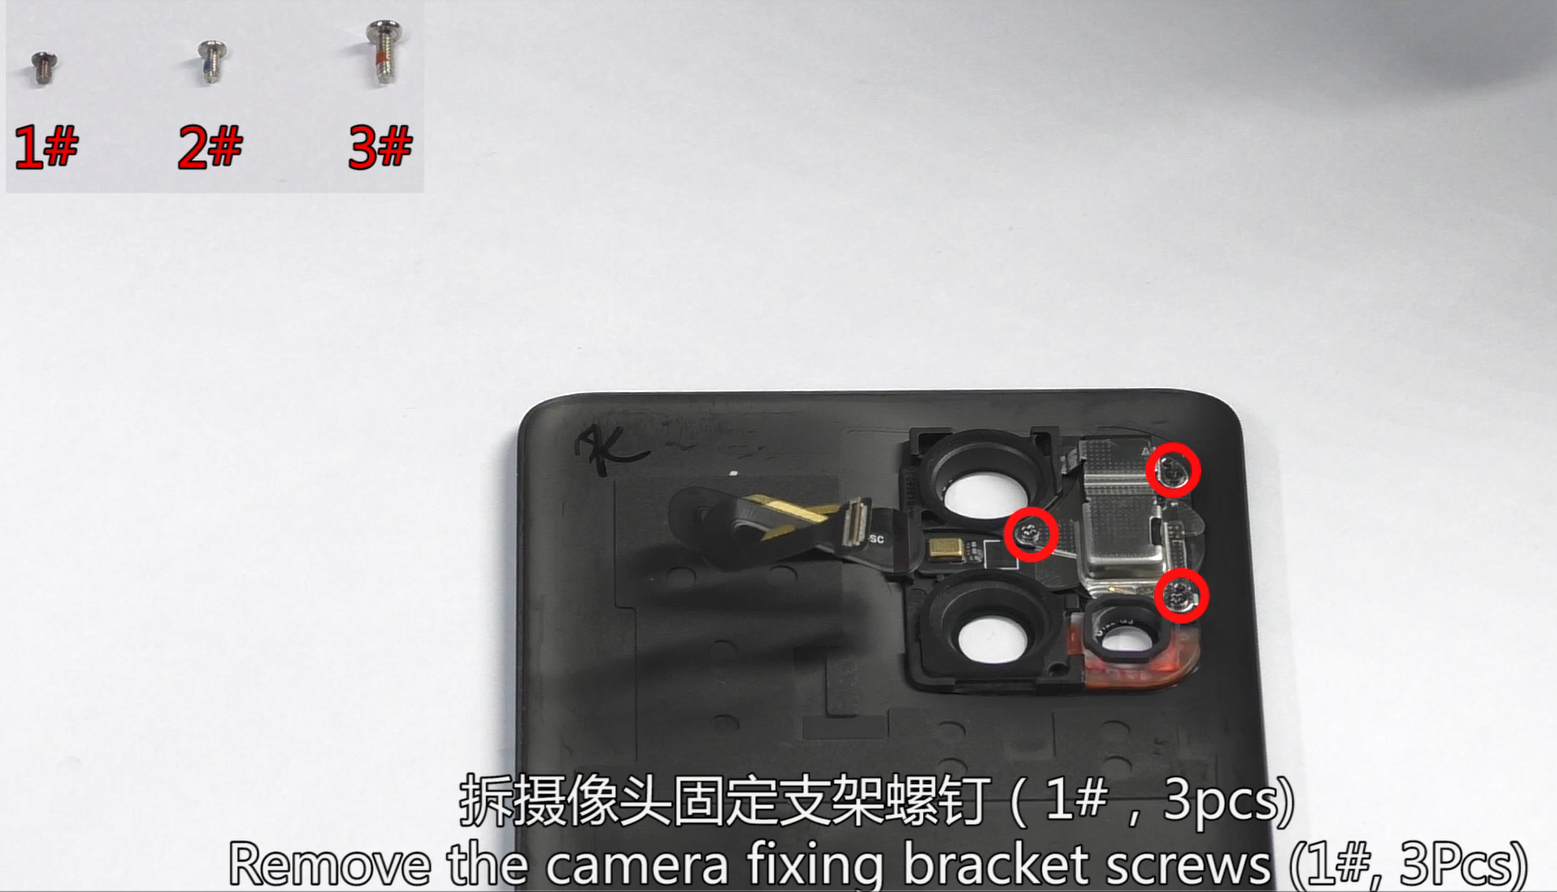 1# 2# 3#
SC
拆摄像头固定支架螺钉（1#，3pcs)
Remove the camera fixing bracket screws (1#, 3Pcs)